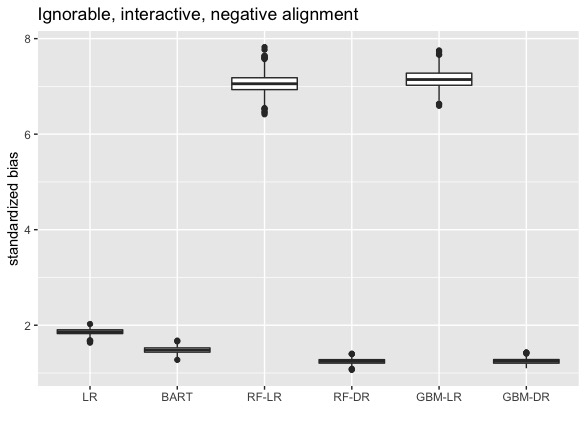 Ignorable, interactive, negative alignment
standardized bias
8
6
4
2
LR BART RF-LR RF-DR GBM-LR GBM-DR